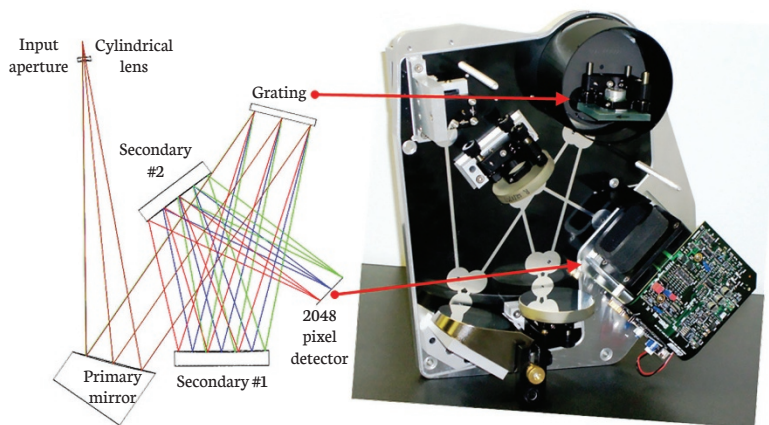 Input
aperture
Cylindrical
lens
Grating
Secondary
#2
2048
pixel
detector
Primary
mirror
Secondary #1